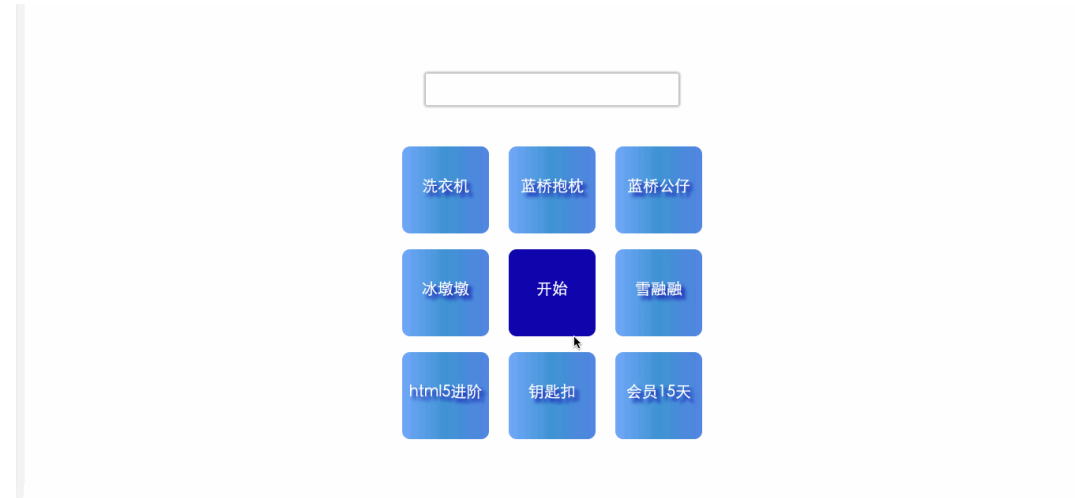 洗衣机
蓝桥抱枕
蓝桥公仔
冰墩墩
开始
雪融融
html5进阶
钥匙扣
会员15天